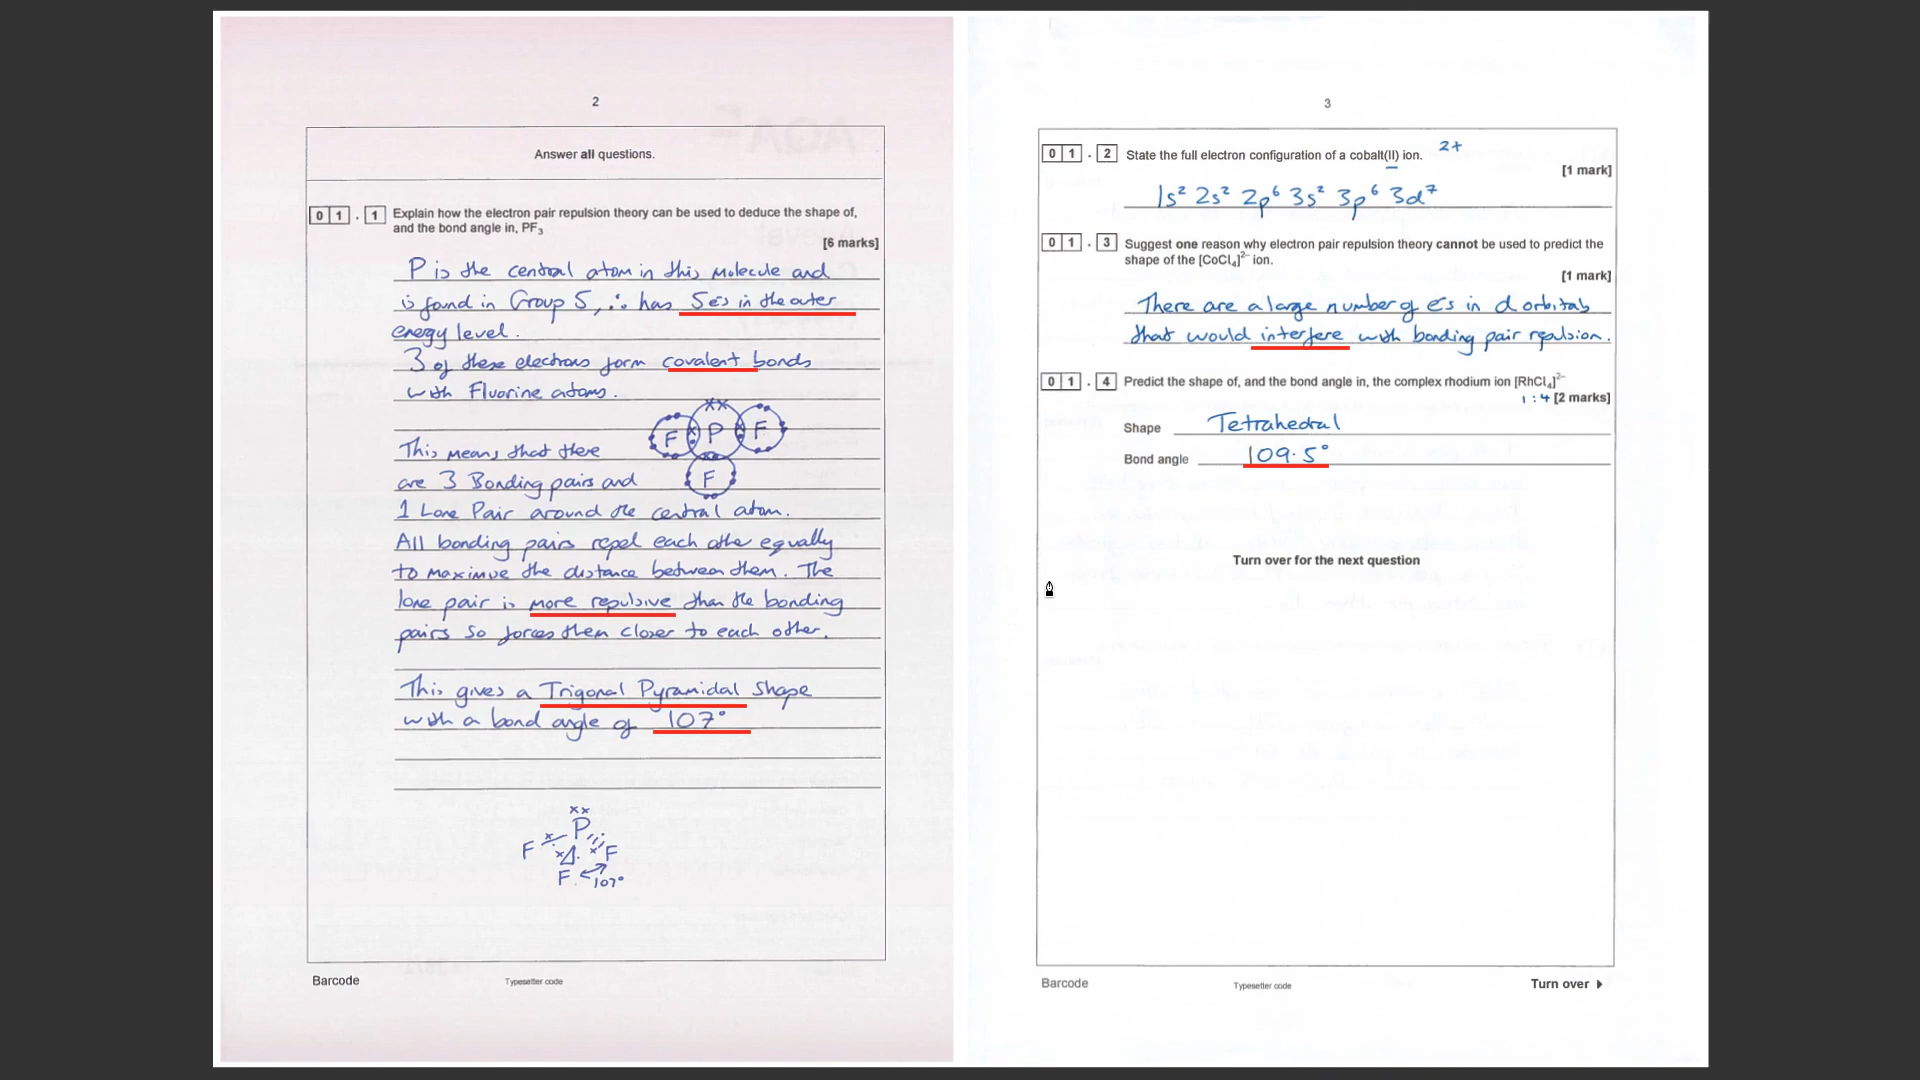 2
Answer all questions.
0 1 . 1 Explain how the electron pair repulsion theory can be used to deduce the shape of,
and the bond angle in, PF₃
[6 marks]
P is the central atom in this molecule and
is found in Group 5, ∴ has 5 e⁻s in the outer
energy level.
3 of these electrons form covalent bonds
with Fluorine atoms.
xx
F P F
F
This means that there
are 3 Bonding pairs and
1 Lone Pair around the central atom.
All bonding pairs repel each other equally
to maximise the distance between them. The
lone pair is more repulsive than the bonding
pairs so forces them closer to each other.
This gives a Trigonal Pyramidal shape
with a bond angle of 107°
xx
P
F F
F 107°
Barcode
Typesetter code
3
0 1 . 2 State the full electron configuration of a cobalt(II) ion. 2+
[1 mark]
1s² 2s² 2p⁶ 3s² 3p⁶ 3d⁷
0 1 . 3 Suggest one reason why electron pair repulsion theory cannot be used to predict the
shape of the [CoCl₄]²⁻ ion.
[1 mark]
There are a large number of e⁻s in d orbitals
that would interfere with bonding pair repulsion.
0 1 . 4 Predict the shape of, and the bond angle in, the complex rhodium ion [RhCl₄]²⁻
1 : 4 [2 marks]
Shape Tetrahedral
Bond angle 109.5°
Turn over for the next question
Barcode
Typesetter code
Turn over ▶